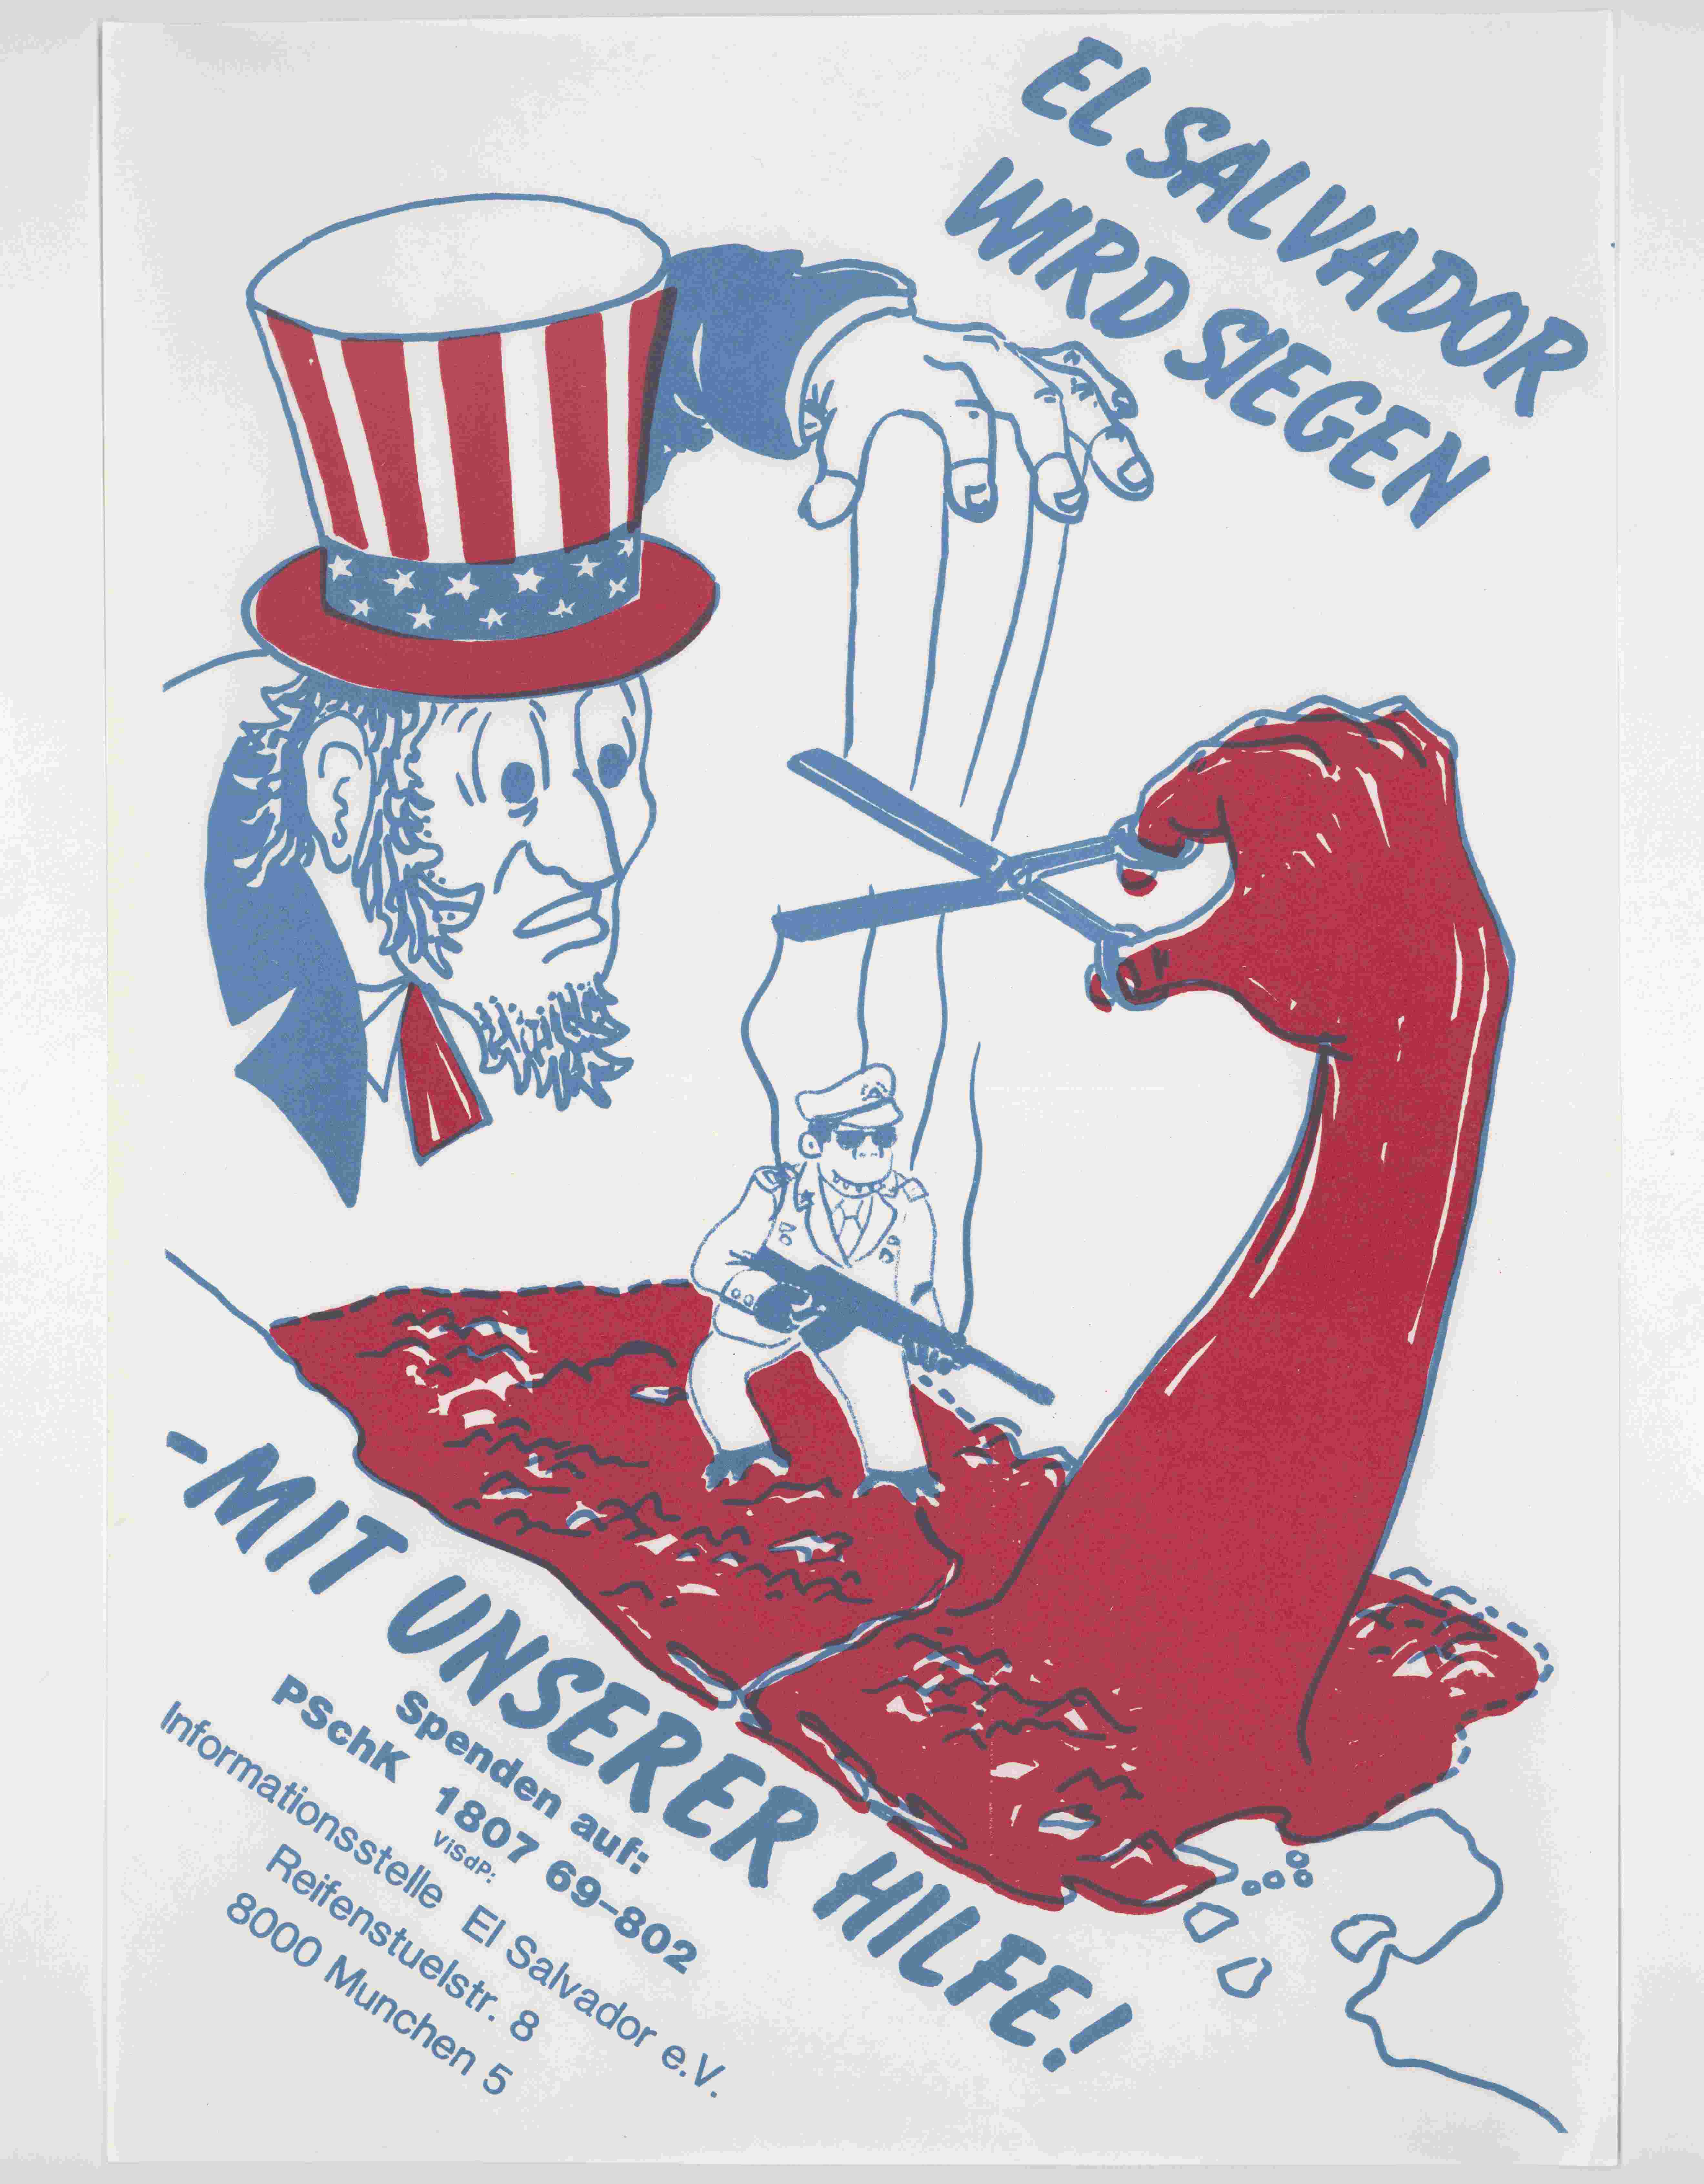 EL SALVADOR
WIRD SIEGEN
-MIT UNSERER HILFE!
Spenden auf:
PSchK 1807 69-802
ViSdP:
Informationsstelle El Salvador e.V.
Reifenstuelstr. 8
8000 Munchen 5